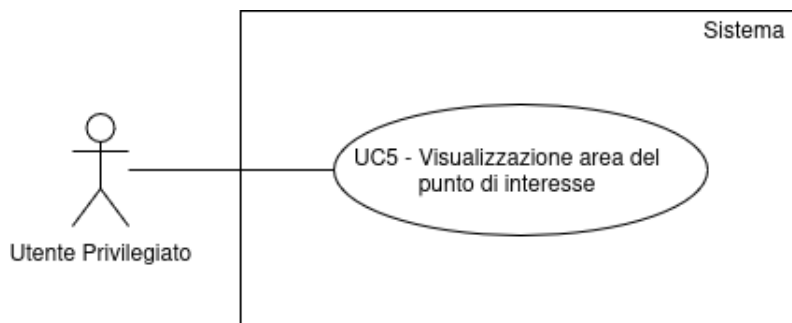 Sistema
UC5 - Visualizzazione area del
punto di interesse
Utente Privilegiato